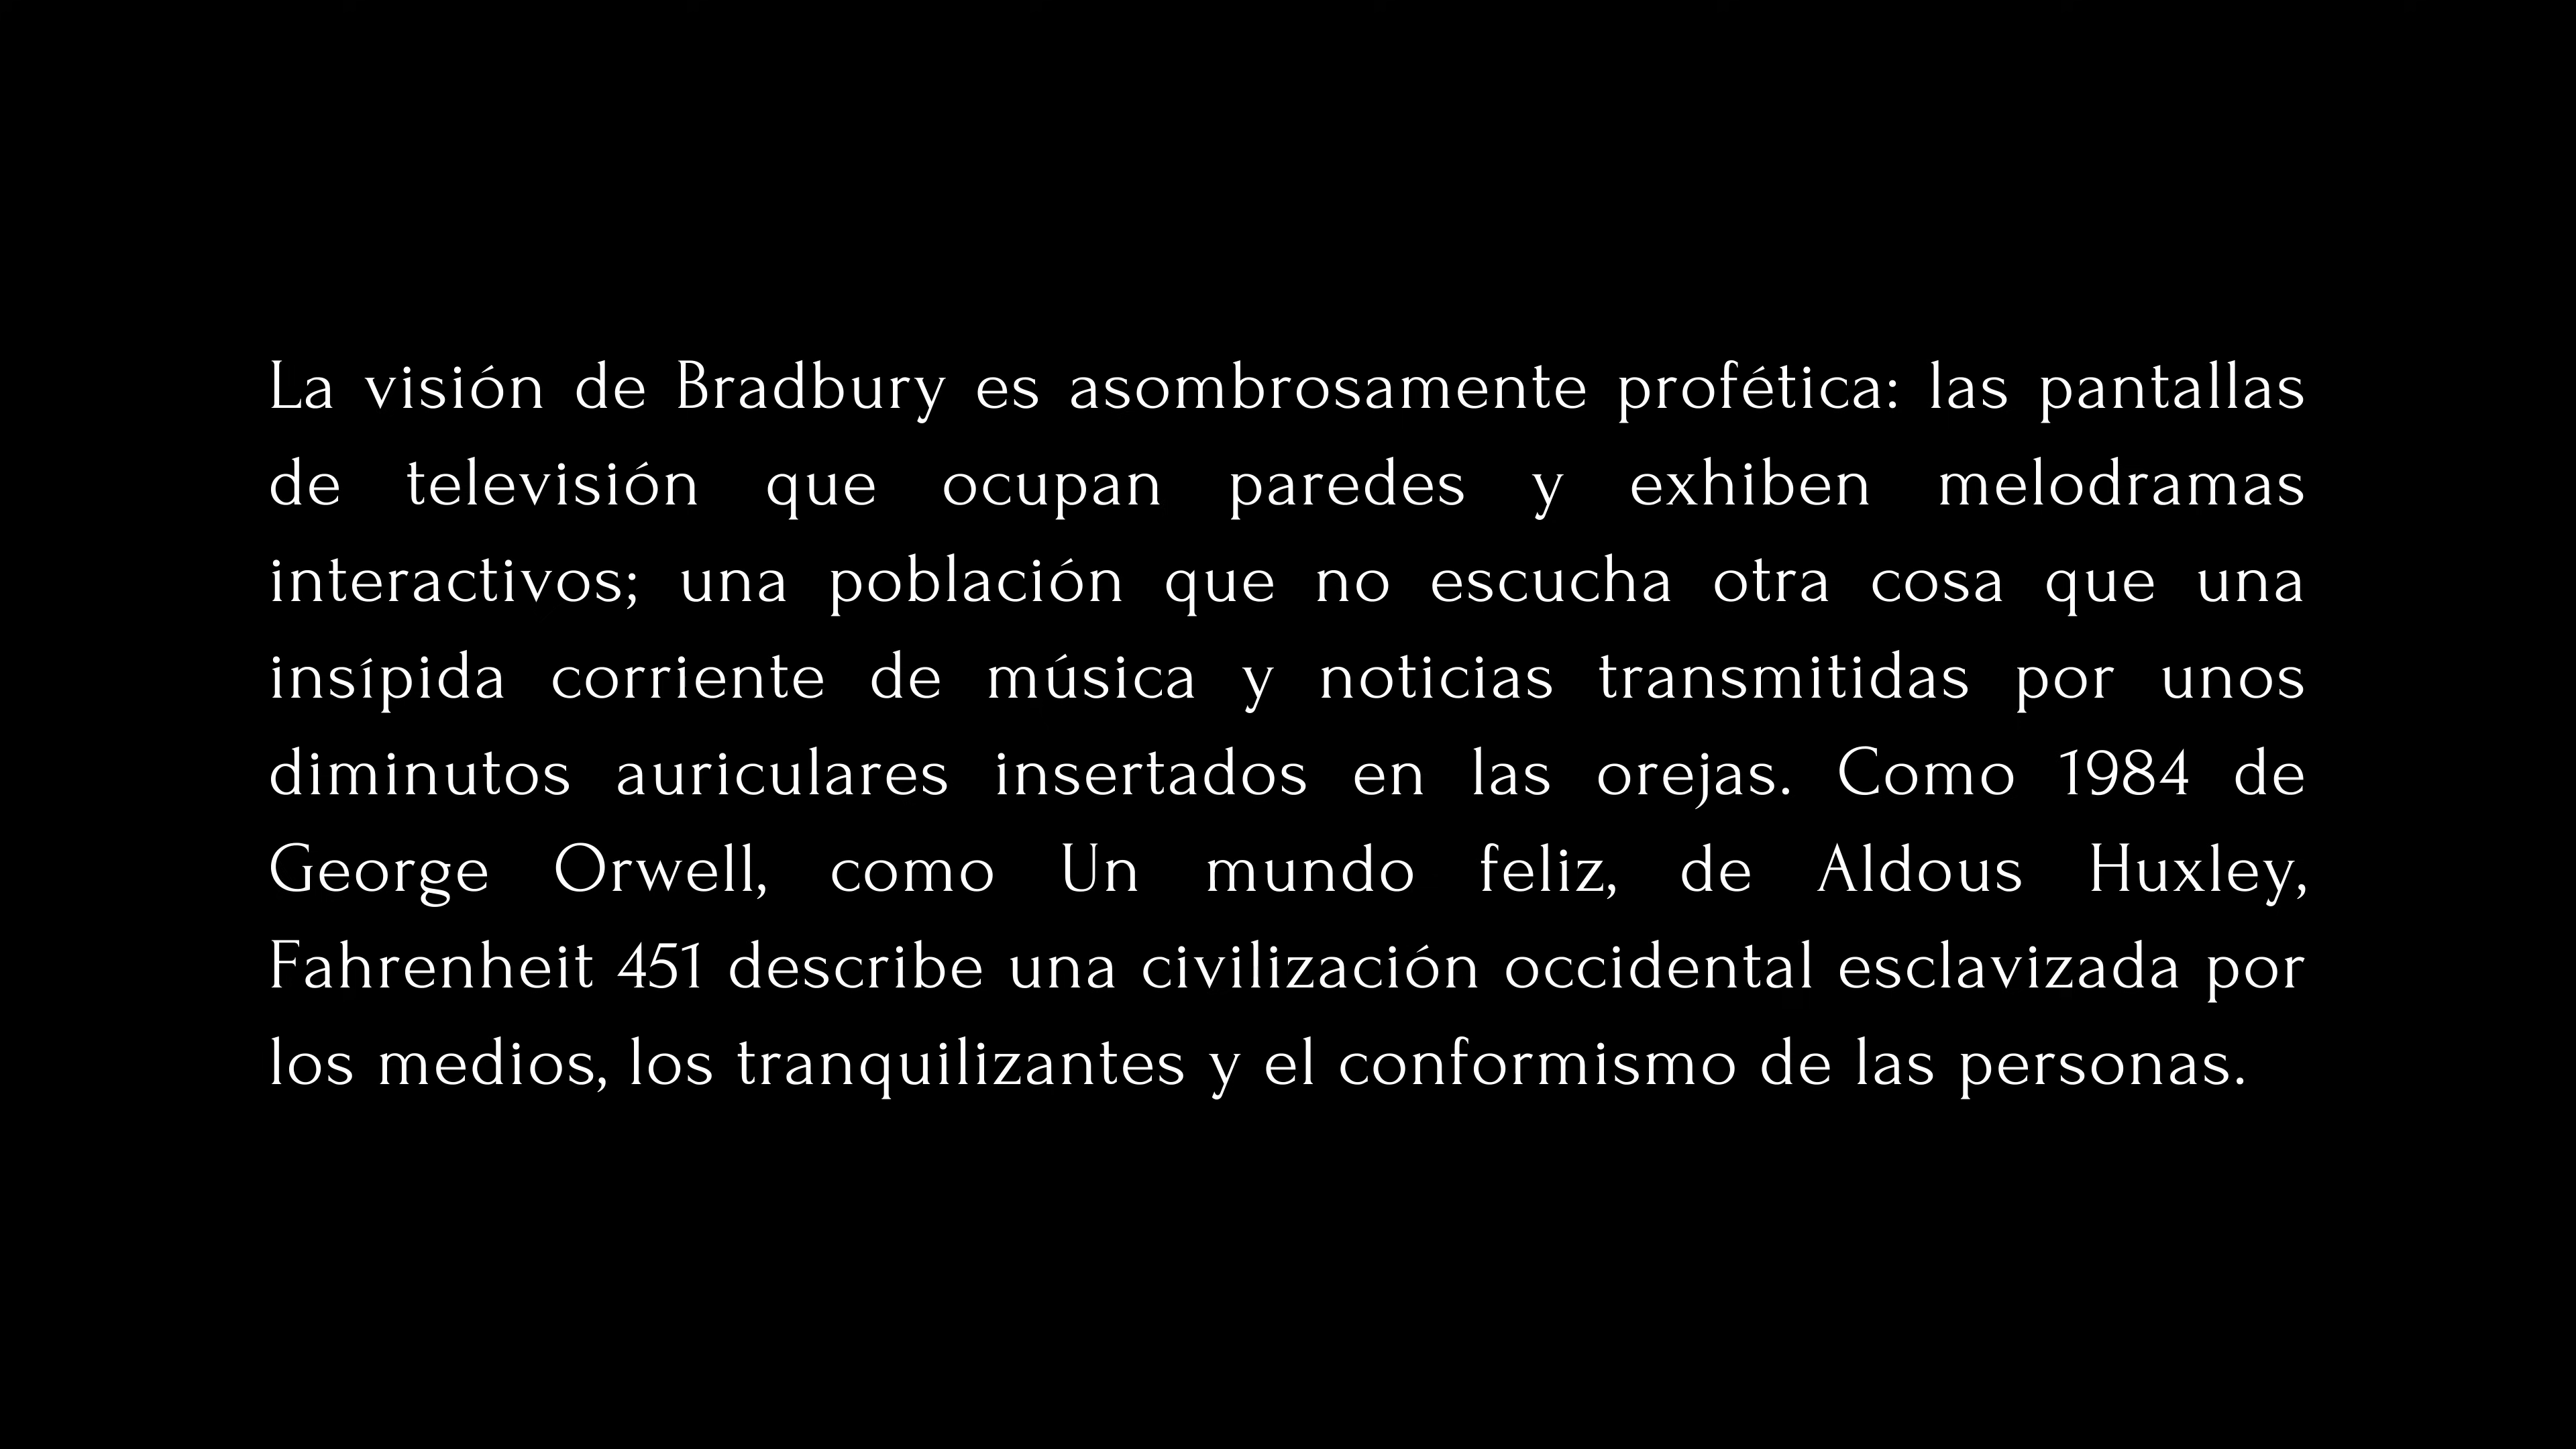 La visión de Bradbury es asombrosamente profética: las pantallas
de televisión que ocupan paredes y exhiben melodramas
interactivos; una población que no escucha otra cosa que una
insípida corriente de música y noticias transmitidas por unos
diminutos auriculares insertados en las orejas. Como 1984 de
George Orwell, como Un mundo feliz, de Aldous Huxley,
Fahrenheit 451 describe una civilización occidental esclavizada por
los medios, los tranquilizantes y el conformismo de las personas.